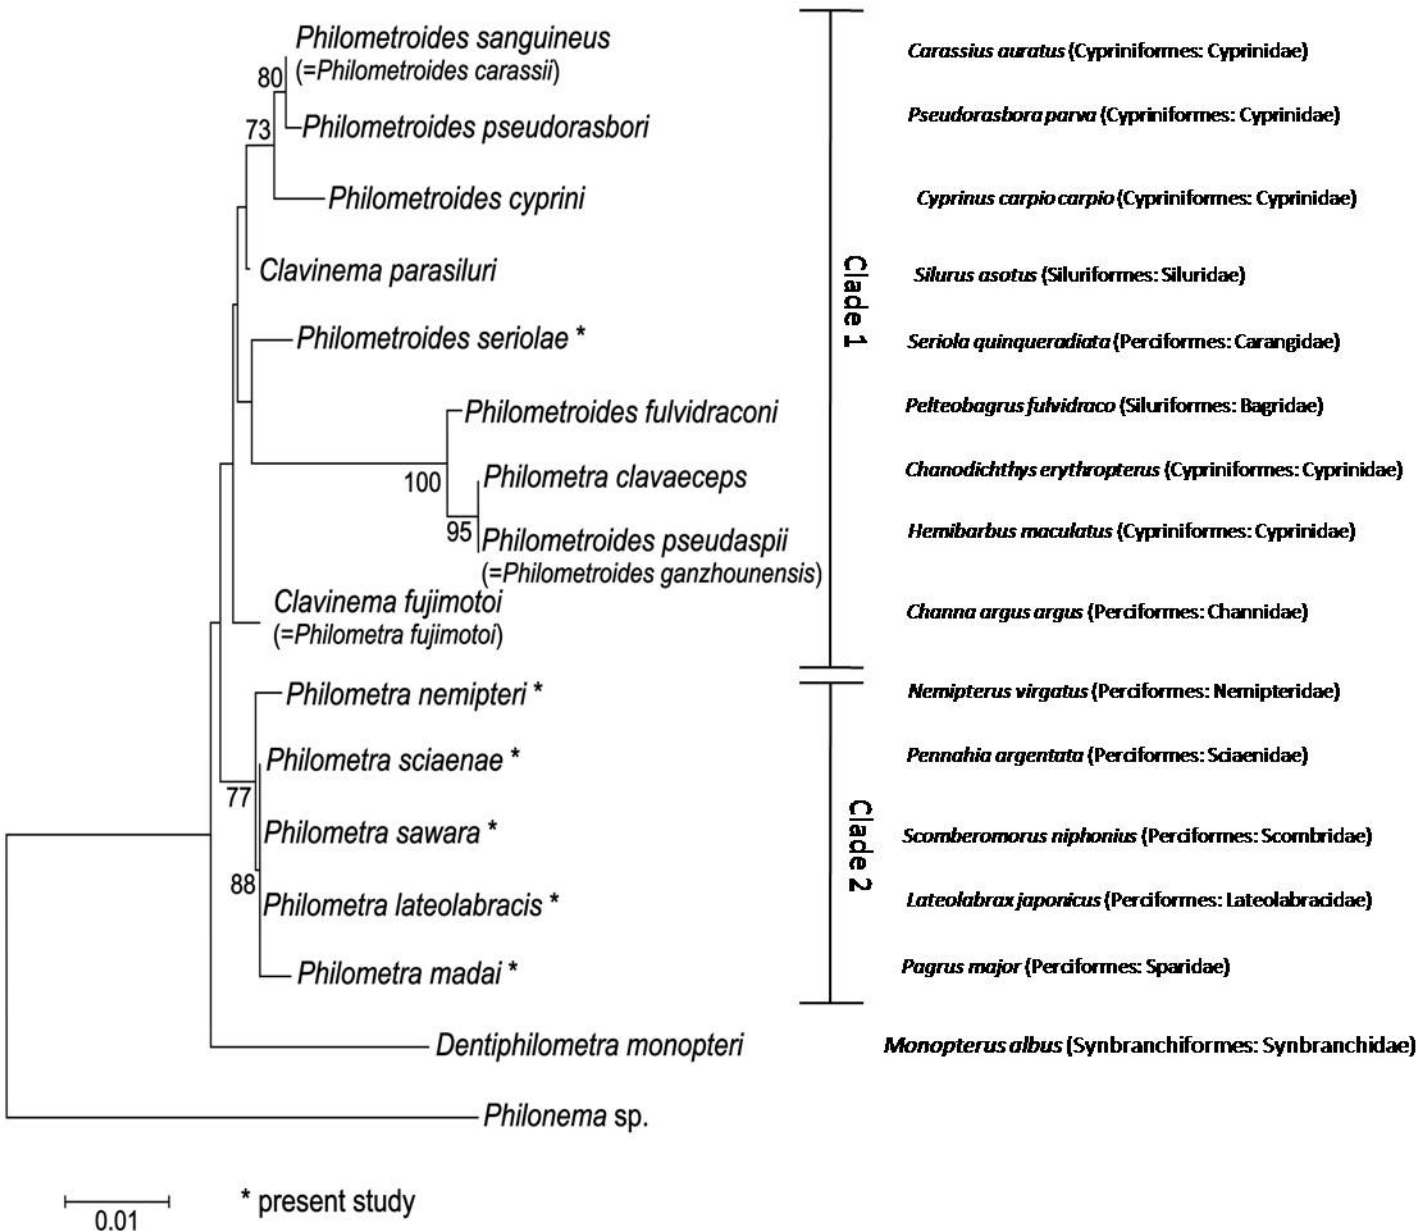 Philometroides sanguineus
(=Philometroides carassii)
Carassius auratus (Cypriniformes: Cyprinidae)
80
Philometroides pseudorasbori
Pseudorasbora parva (Cypriniformes: Cyprinidae)
73
Philometroides cyprini
Cyprinus carpio carpio (Cypriniformes: Cyprinidae)
Clavinema parasiluri
Silurus asotus (Siluriformes: Siluridae)
Clade 1
Philometroides seriolae *
Seriola quinqueradiata (Perciformes: Carangidae)
Philometroides fulvidraconi
Pelteobagrus fulvidraco (Siluriformes: Bagridae)
100
Philometra clavaeceps
Chanodichthys erythropterus (Cypriniformes: Cyprinidae)
95
Philometroides pseudaspii
(=Philometroides ganzhounensis)
Hemibarbus maculatus (Cypriniformes: Cyprinidae)
Clavinema fujimotoi
(=Philometra fujimotoi)
Channa argus argus (Perciformes: Channidae)
Philometra nemipteri *
Nemipterus virgatus (Perciformes: Nemipteridae)
Philometra sciaenae *
Pennahia argentata (Perciformes: Sciaenidae)
77
Philometra sawara *
Scomberomorus niphonius (Perciformes: Scombridae)
Clade 2
88
Philometra lateolabracis *
Lateolabrax japonicus (Perciformes: Lateolabracidae)
Philometra madai *
Pagrus major (Perciformes: Sparidae)
Dentiphilometra monopteri
Monopterus albus (Synbranchiformes: Synbranchidae)
Philonema sp.
0.01
* present study